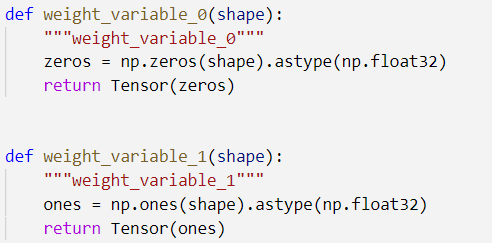 def weight_variable_0(shape):
    """weight_variable_0"""
    zeros = np.zeros(shape).astype(np.float32)
    return Tensor(zeros)
def weight_variable_1(shape):
    """weight_variable_1"""
    ones = np.ones(shape).astype(np.float32)
    return Tensor(ones)